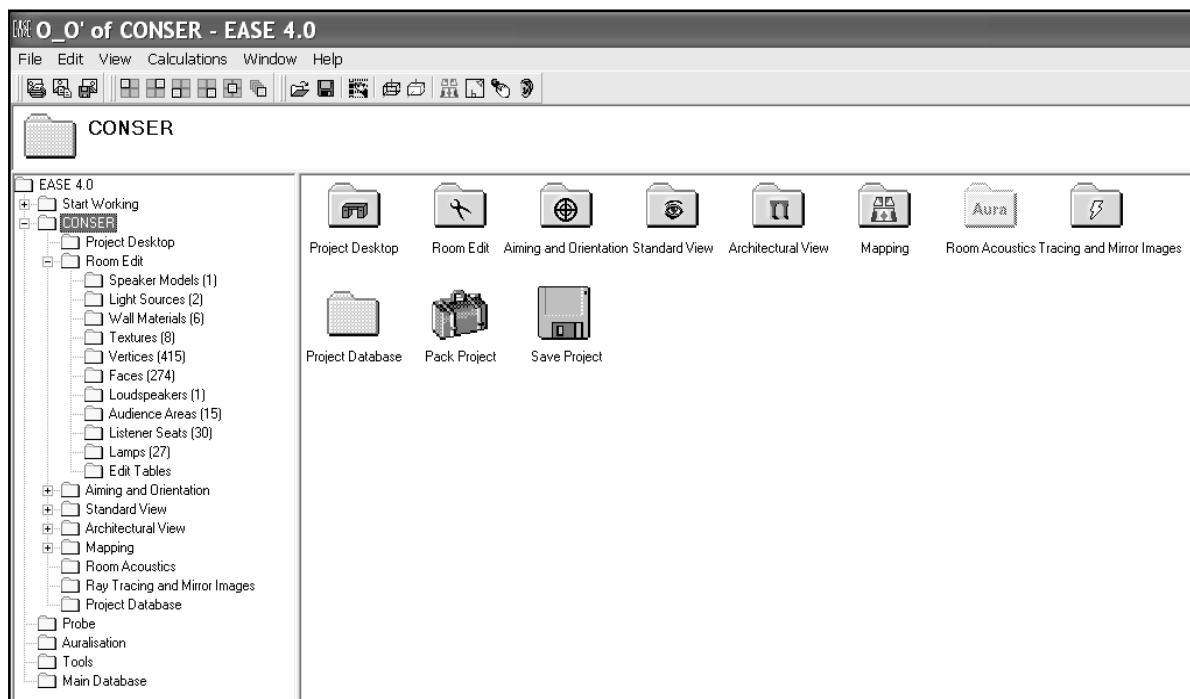 EASE O_O' of CONSER - EASE 4.0
File Edit View Calculations Window Help
CONSER
EASE 4.0
Start Working
CONSER
Project Desktop
Room Edit
Speaker Models (1)
Light Sources (2)
Wall Materials (6)
Textures (8)
Vertices (415)
Faces (274)
Loudspeakers (1)
Audience Areas (15)
Listener Seats (30)
Lamps (27)
Edit Tables
Aiming and Orientation
Standard View
Architectural View
Mapping
Room Acoustics
Ray Tracing and Mirror Images
Project Database
Probe
Auralisation
Tools
Main Database
Aura
Project Desktop Room Edit Aiming and Orientation Standard View Architectural View Mapping Room Acoustics Tracing and Mirror Images
Project Database Pack Project Save Project